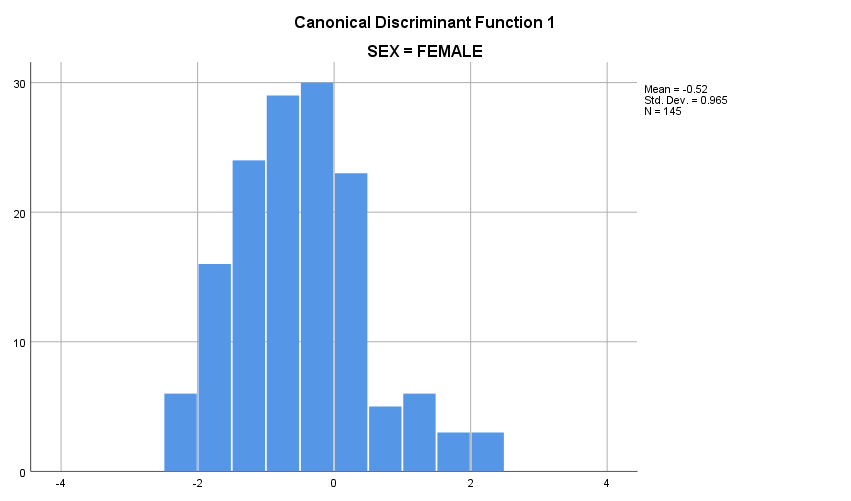 Canonical Discriminant Function 1
SEX = FEMALE
Mean = -0.52
Std. Dev. = 0.965
N = 145
30
20
10
0
-4
-2
0
2
4